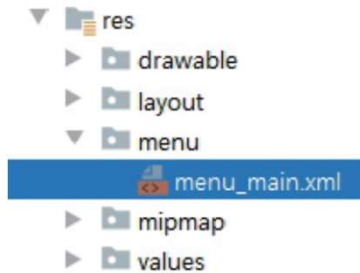 res
drawable
layout
menu
menu_main.xml
mipmap
values